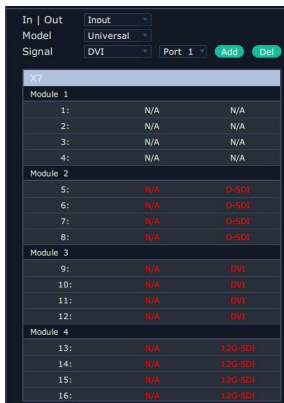 In | Out Input
Model Universal
Signal DVI Port 1 Add Del
X7
Module 1
1: N/A N/A
2: N/A N/A
3: N/A N/A
4: N/A N/A
Module 2
5: N/A D-SDI
6: N/A D-SDI
7: N/A D-SDI
8: N/A D-SDI
Module 3
9: N/A DVI
10: N/A DVI
11: N/A DVI
12: N/A DVI
Module 4
13: N/A 12G-SDI
14: N/A 12G-SDI
15: N/A 12G-SDI
16: N/A 12G-SDI